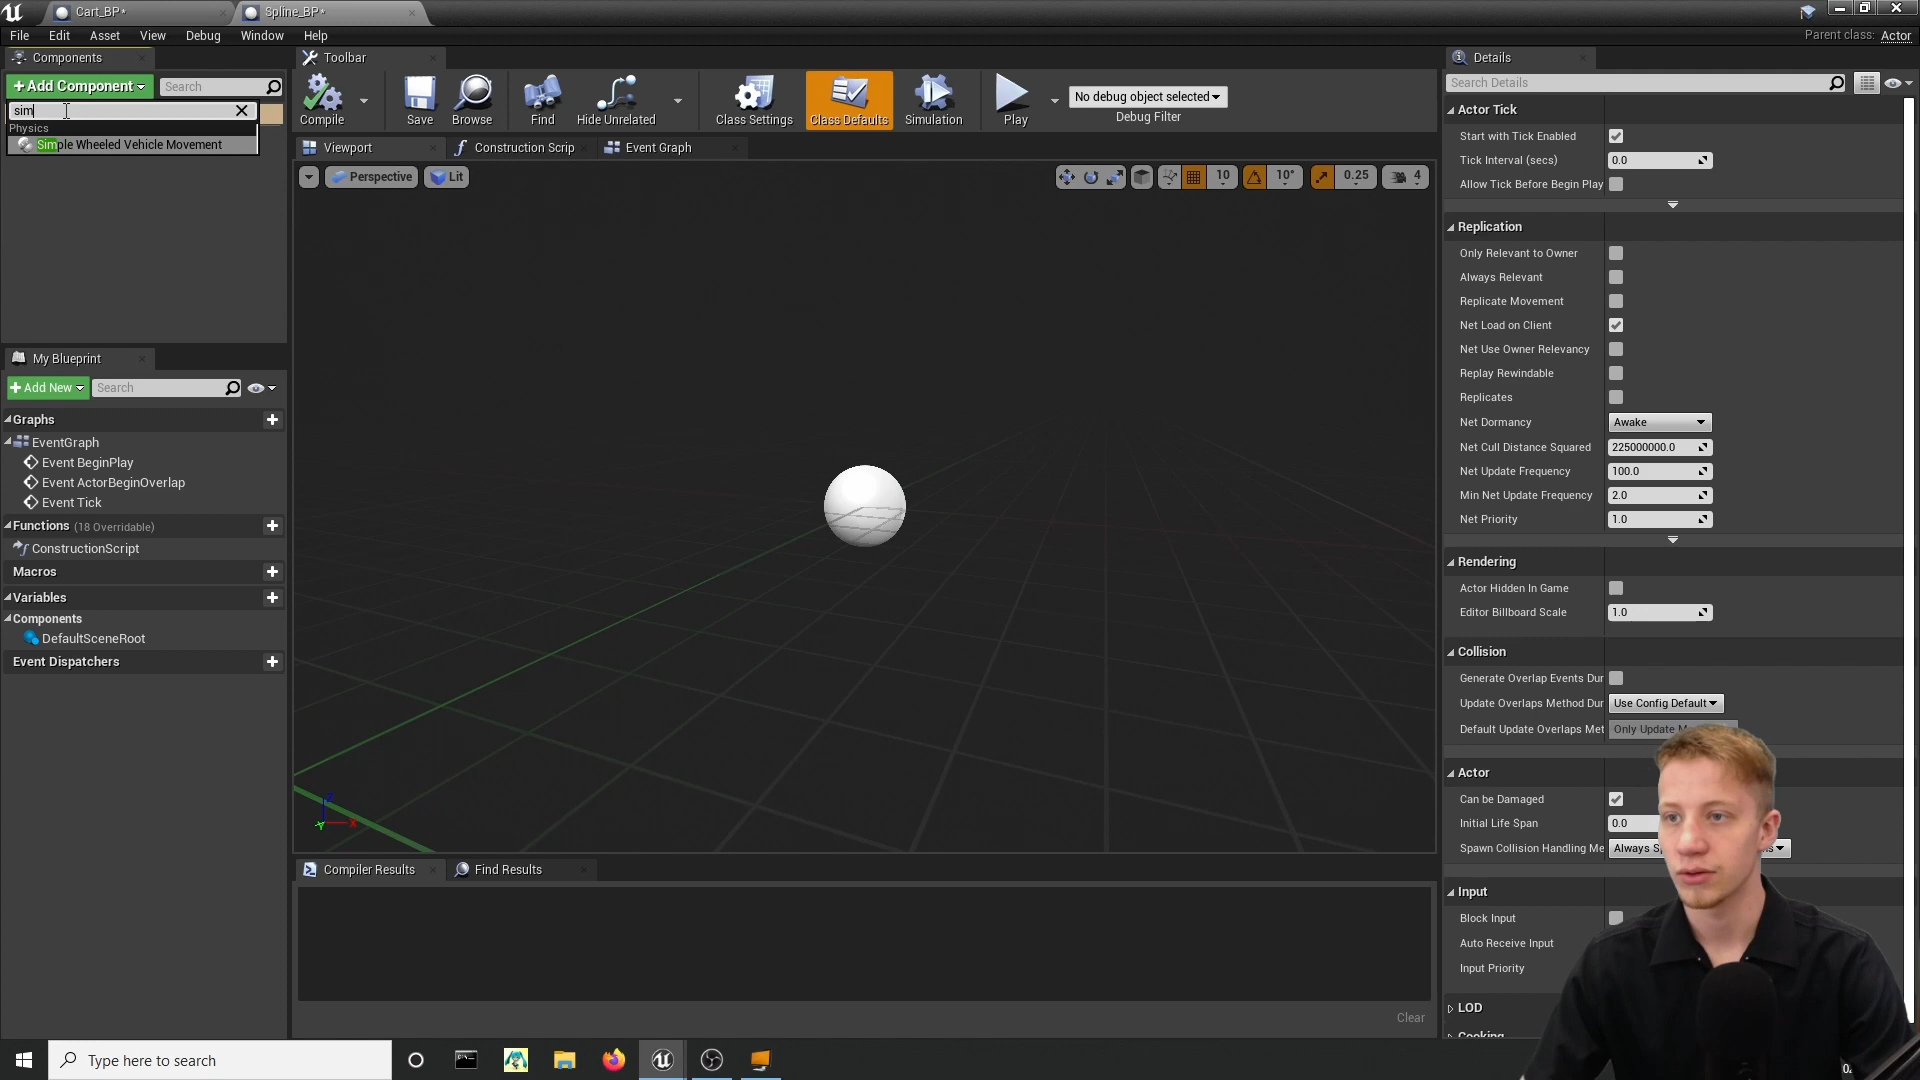 Cart_BP*
Spline_BP*
File Edit Asset View Debug Window Help
Parent class: Actor
Components
+Add Component
Search
sim
Physics
Simple Wheeled Vehicle Movement
My Blueprint
+Add New
Search
Graphs
EventGraph
Event BeginPlay
Event ActorBeginOverlap
Event Tick
Functions (18 Overridable)
ConstructionScript
Macros
Variables
Components
DefaultSceneRoot
Event Dispatchers
Toolbar
Compile
Save
Browse
Find
Hide Unrelated
Class Settings
Class Defaults
Simulation
Play
No debug object selected
Debug Filter
Viewport
Construction Scrip
Event Graph
Perspective
Lit
10
10°
0.25
4
Z
X
Y
Compiler Results
Find Results
Clear
Details
Search Details
Actor Tick
Start with Tick Enabled
Tick Interval (secs) 0.0
Allow Tick Before Begin Play
Replication
Only Relevant to Owner
Always Relevant
Replicate Movement
Net Load on Client
Net Use Owner Relevancy
Replay Rewindable
Replicates
Net Dormancy Awake
Net Cull Distance Squared 225000000.0
Net Update Frequency 100.0
Min Net Update Frequency 2.0
Net Priority 1.0
Rendering
Actor Hidden In Game
Editor Billboard Scale 1.0
Collision
Generate Overlap Events Dur
Update Overlaps Method Dur Use Config Default
Default Update Overlaps Met Only Update
Actor
Can be Damaged
Initial Life Span 0.0
Spawn Collision Handling Me Always
Input
Block Input
Auto Receive Input
Input Priority
LOD
Cooking
Type here to search